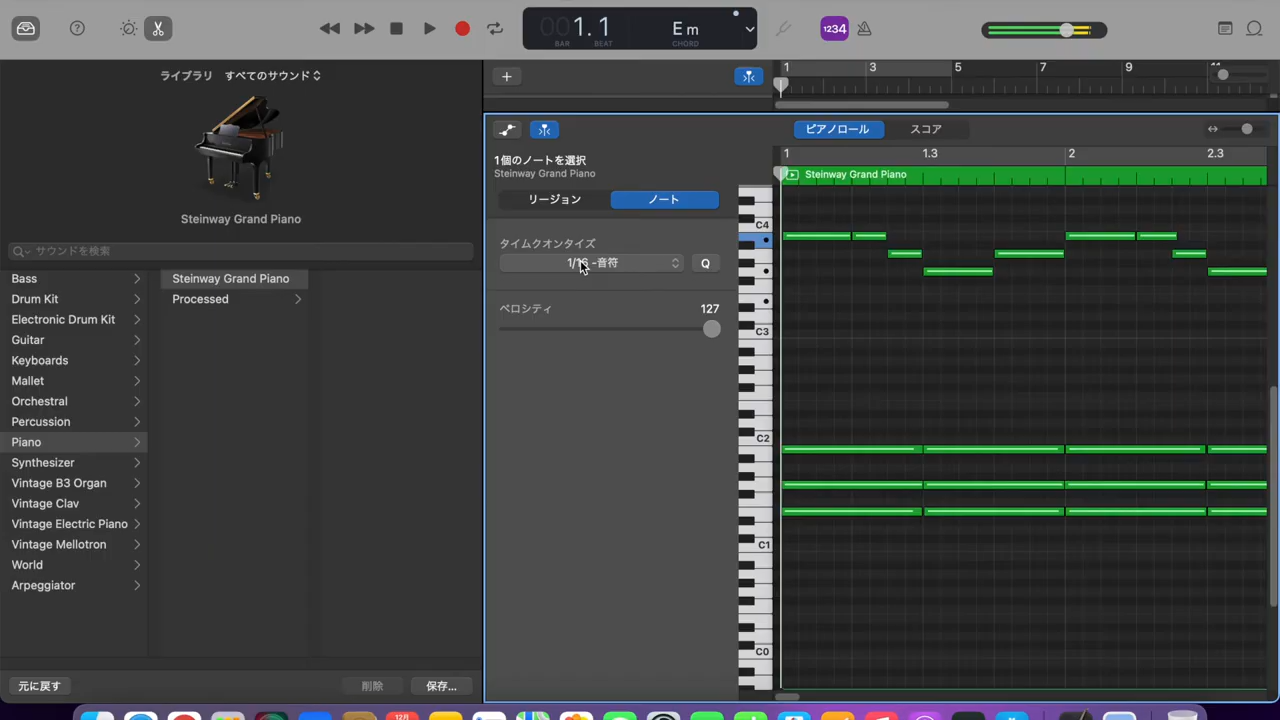 001.1
BAR BEAT
E m
CHORD
1234
ライブラリ すべてのサウンド
Steinway Grand Piano
サウンドを検索
Bass
Drum Kit
Electronic Drum Kit
Guitar
Keyboards
Mallet
Orchestral
Percussion
Piano
Synthesizer
Vintage B3 Organ
Vintage Clav
Vintage Electric Piano
Vintage Mellotron
World
Arpeggiator
Steinway Grand Piano
Processed
元に戻す
削除
保存...
1 3 5 7 9
ピアノロール スコア
1個のノートを選択
Steinway Grand Piano
リージョン ノート
タイムクオンタイズ
-音符
Q
ベロシティ 127
1 1.3 2 2.3
Steinway Grand Piano
C4
C3
C2
C1
C0
12月